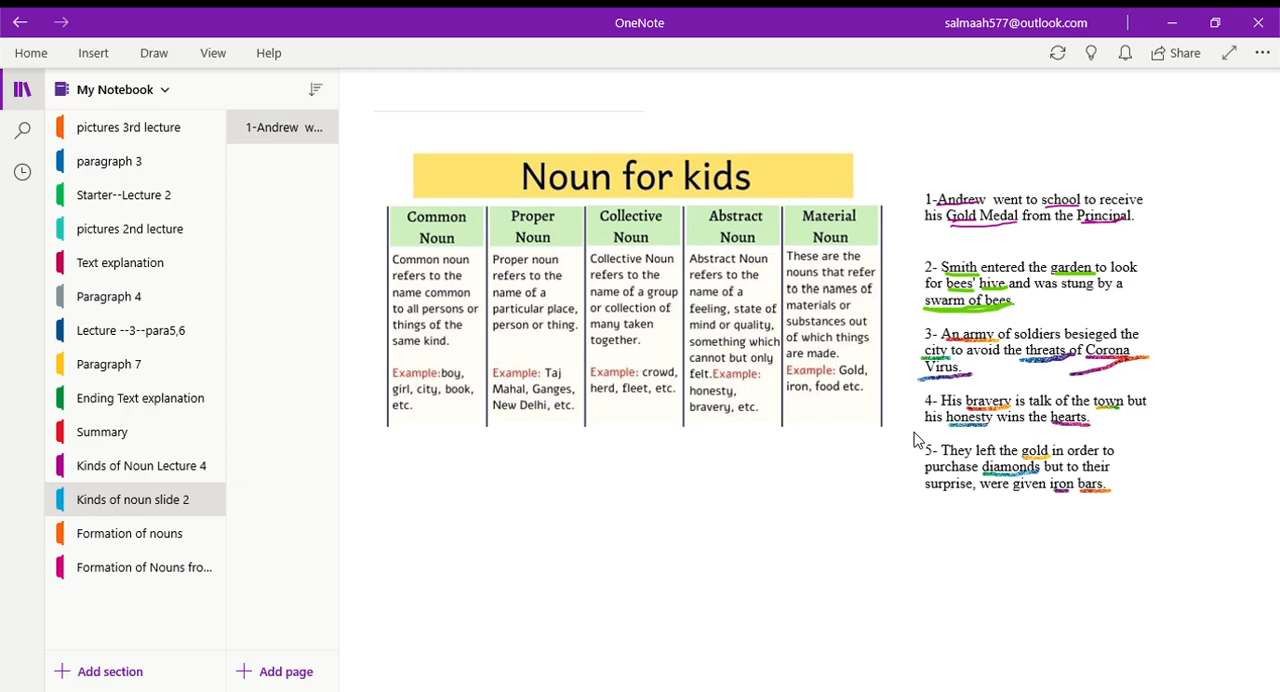 OneNote
salmaah577@outlook.com
Home
Insert
Draw
View
Help
Share
My Notebook
pictures 3rd lecture
paragraph 3
Starter--Lecture 2
pictures 2nd lecture
Text explanation
Paragraph 4
Lecture --3--para5,6
Paragraph 7
Ending Text explanation
Summary
Kinds of Noun Lecture 4
Kinds of noun slide 2
Formation of nouns
Formation of Nouns fro...
Add section
1-Andrew w...
Add page
Noun for kids
Common
Noun
Common noun
refers to the
name common
to all persons or
things of the
same kind.
Example:boy,
girl, city, book,
etc.
Proper
Noun
Proper noun
refers to the
name of a
particular place,
person or thing.
Example: Taj
Mahal, Ganges,
New Delhi, etc.
Collective
Noun
Collective Noun
refers to the
name of a group
or collection of
many taken
together.
Example: crowd,
herd, fleet, etc.
Abstract
Noun
Abstract Noun
refers to the
name of a
feeling, state of
mind or quality,
something which
cannot but only
felt.Example:
honesty,
bravery, etc.
Material
Noun
These are the
nouns that refer
to the names of
materials or
substances out
of which things
are made.
Example: Gold,
iron, food etc.
1-Andrew went to school to receive
his Gold Medal from the Principal.
2- Smith entered the garden to look
for bees' hive and was stung by a
swarm of bees.
3- An army of soldiers besieged the
city to avoid the threats of Corona
Virus.
4- His bravery is talk of the town but
his honesty wins the hearts.
5- They left the gold in order to
purchase diamonds but to their
surprise, were given iron bars.